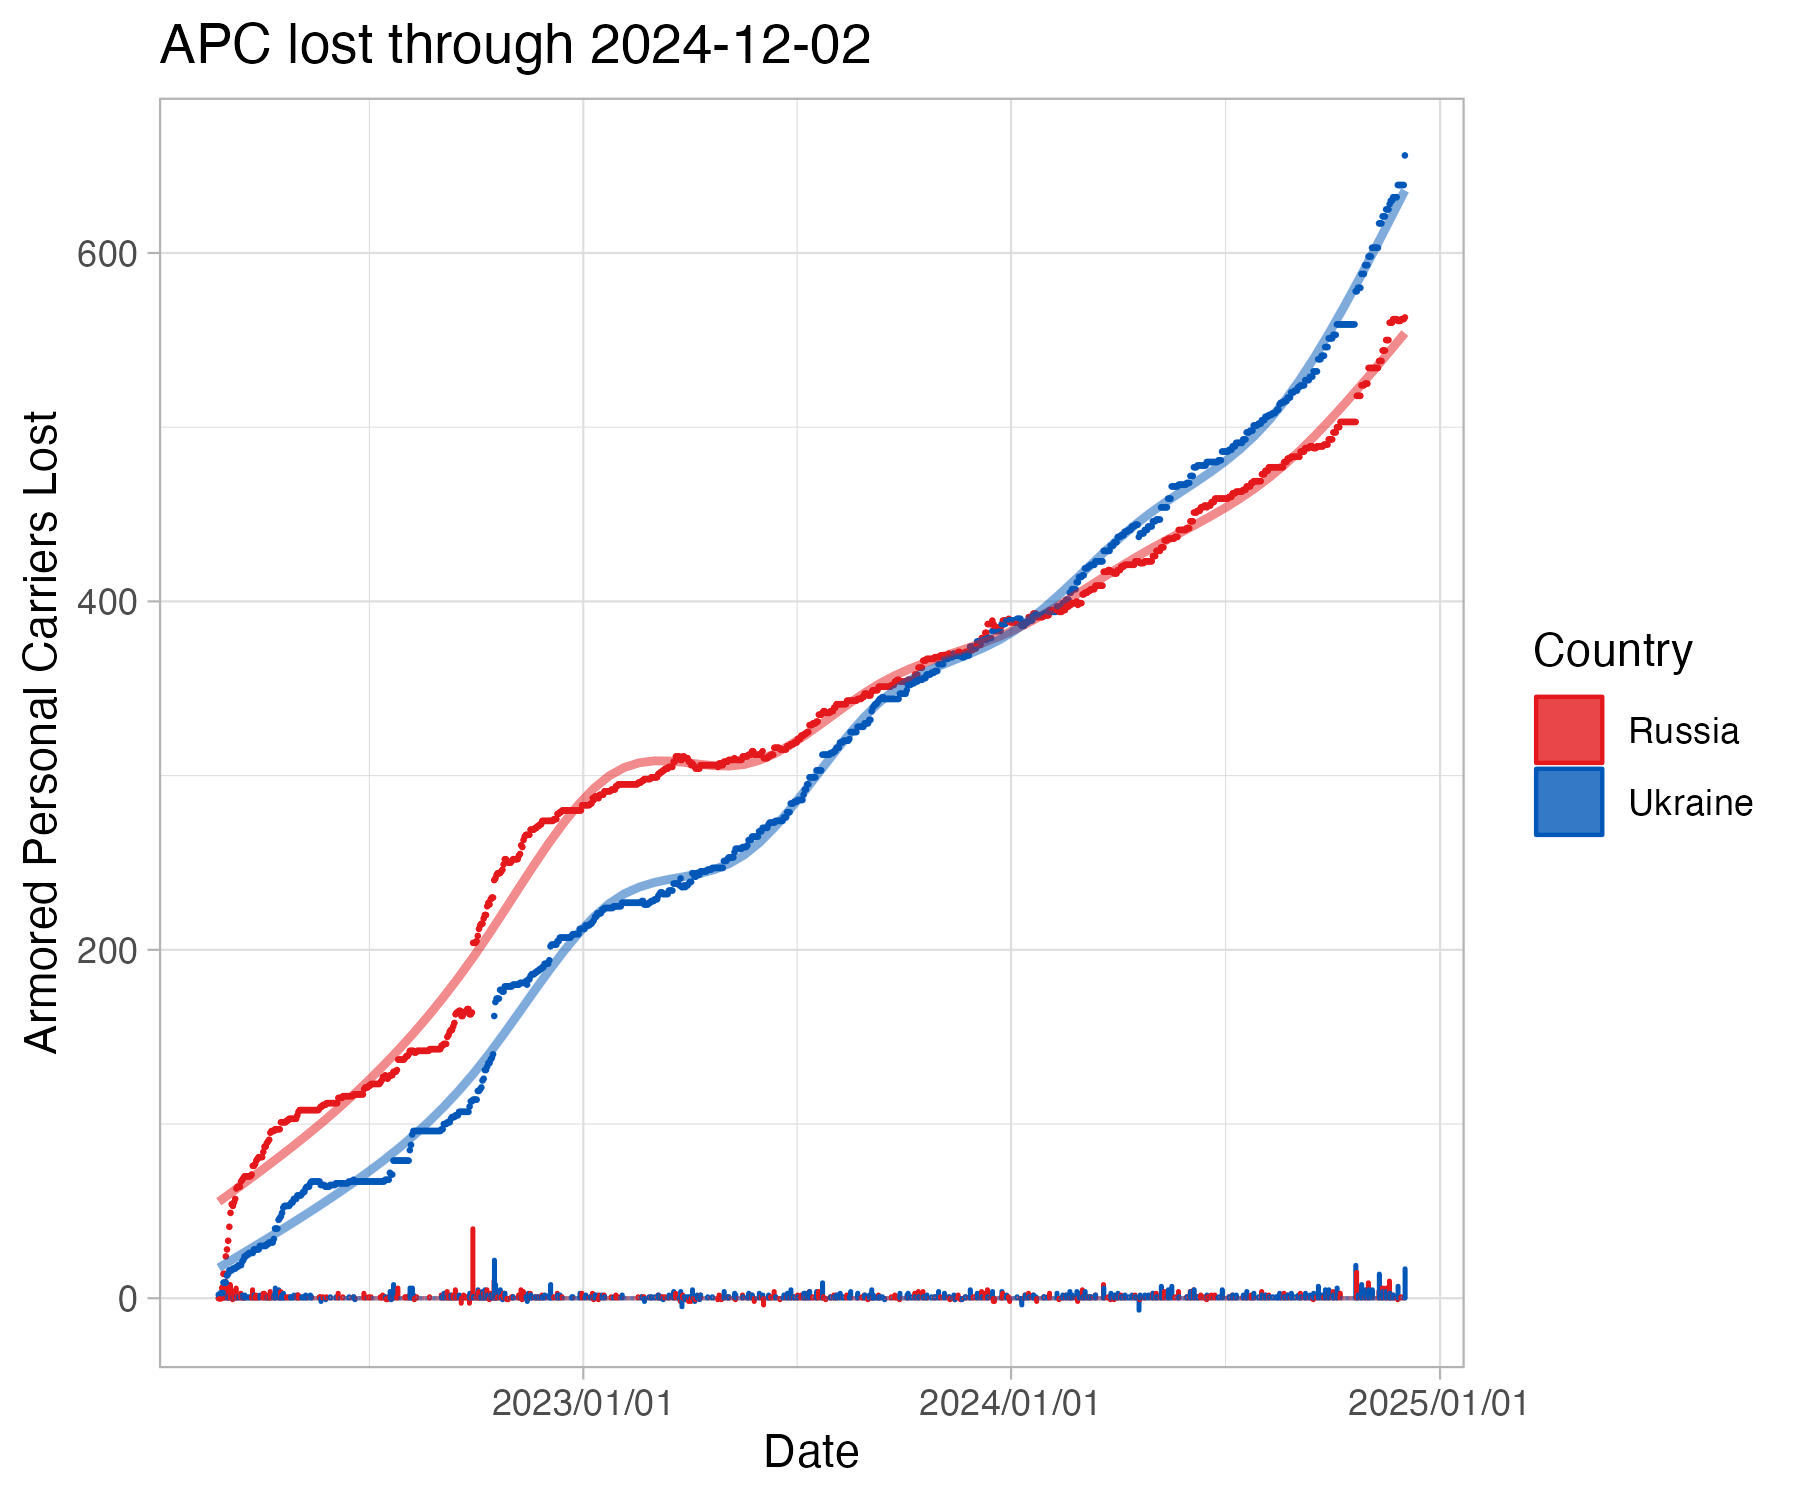 APC lost through 2024-12-02
Armored Personal Carriers Lost
600
400
200
0
2023/01/01
2024/01/01
2025/01/01
Date
Country
Russia
Ukraine